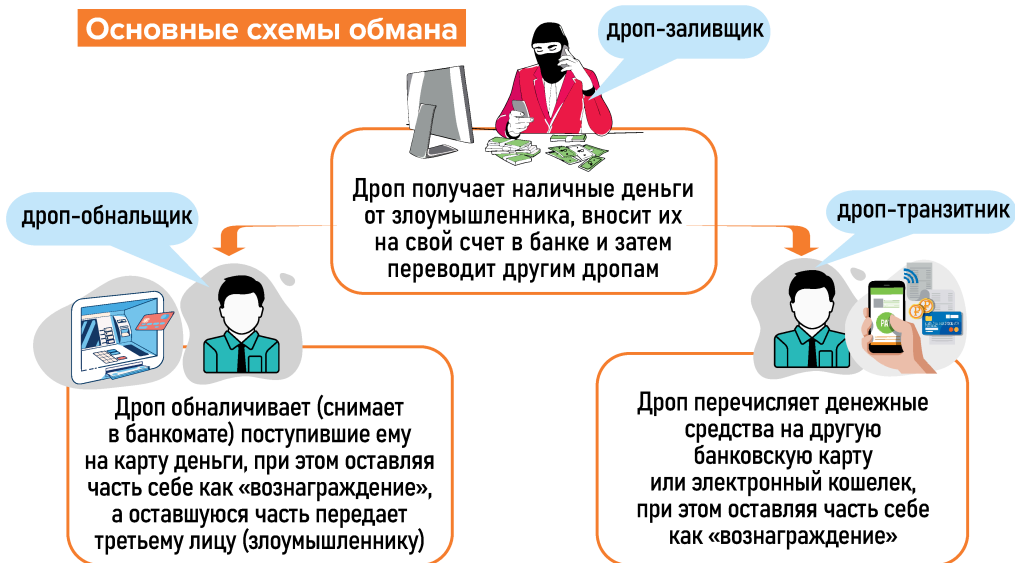 Основные схемы обмана
дроп-заливщик
Дроп получает наличные деньги
от злоумышленника, вносит их
на свой счет в банке и затем
переводит другим дропам
дроп-обнальщик
дроп-транзитник
Дроп обналичивает (снимает
в банкомате) поступившие ему
на карту деньги, при этом оставляя
часть себе как «вознаграждение»,
а оставшуюся часть передает
третьему лицу (злоумышленнику)
Дроп перечисляет денежные
средства на другую
банковскую карту
или электронный кошелек,
при этом оставляя часть себе
как «вознаграждение»